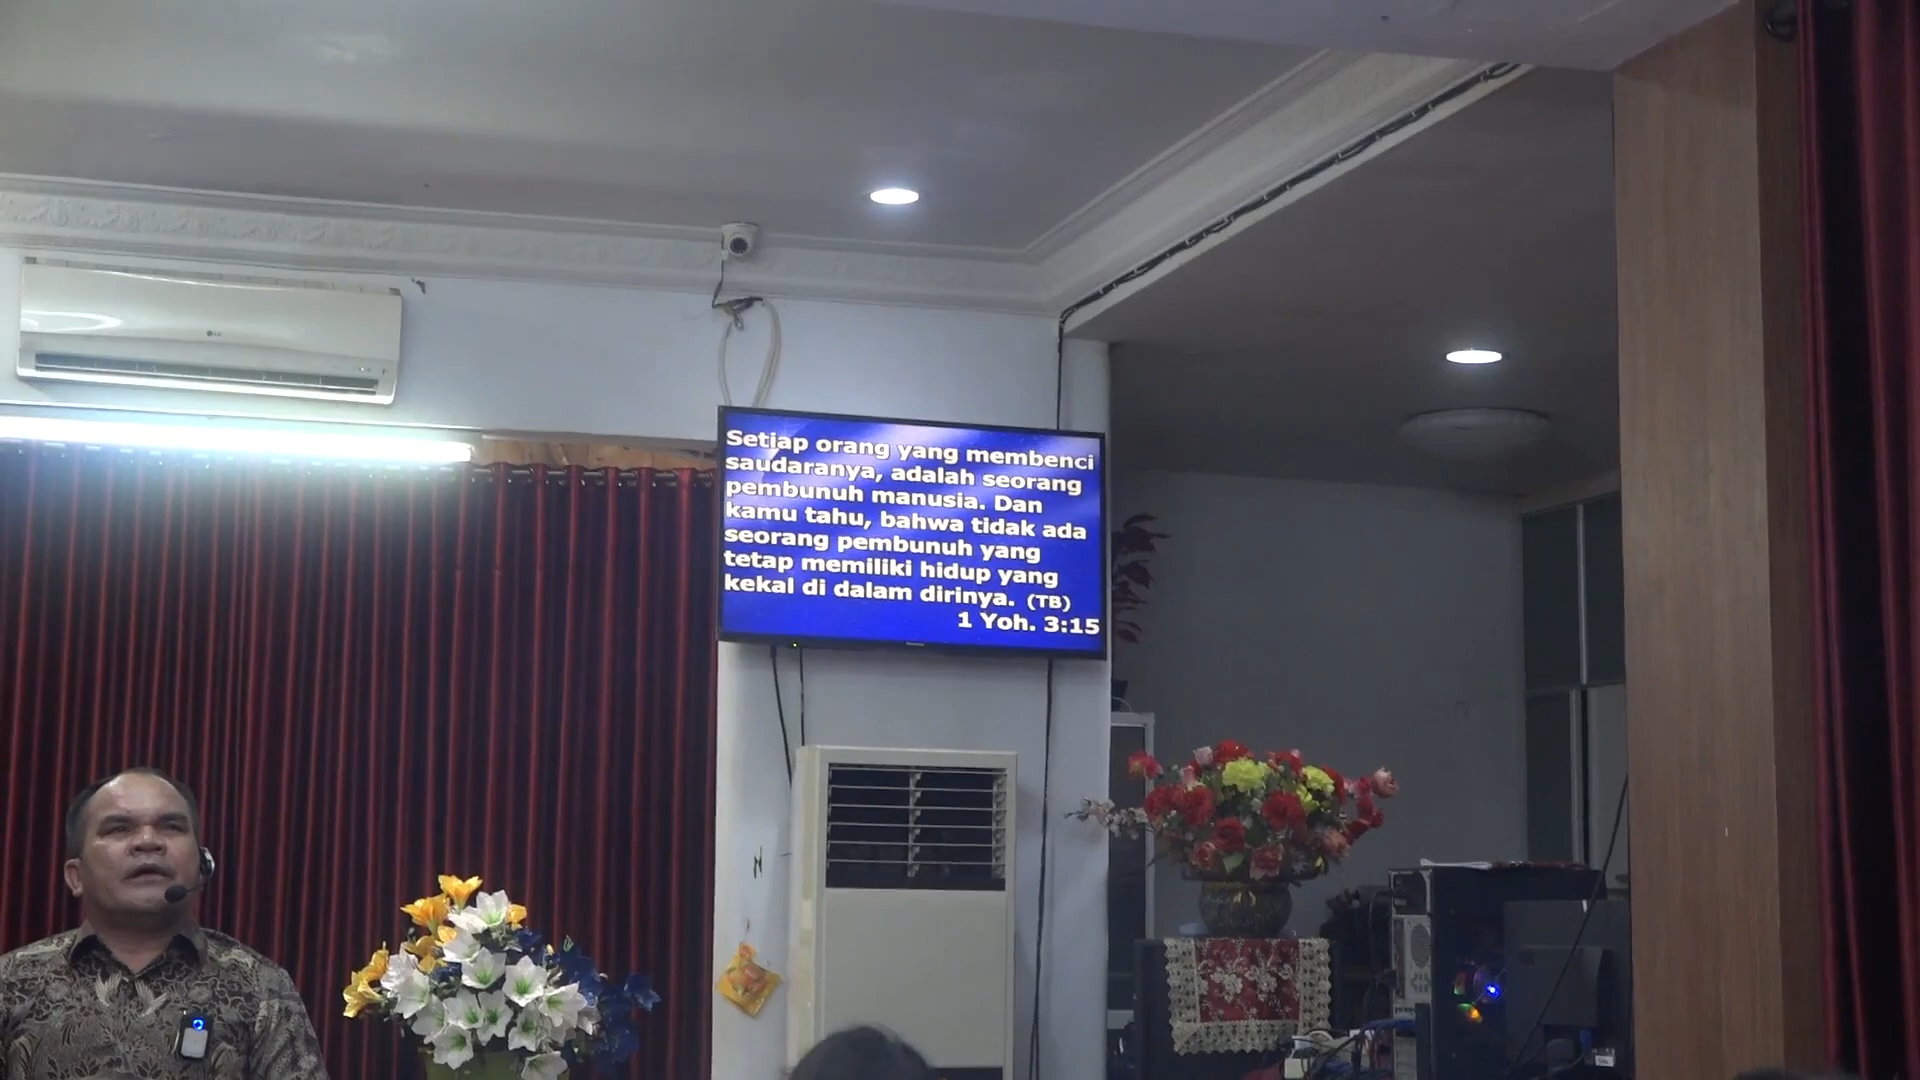 Setiap orang yang membenci
saudaranya, adalah seorang
pembunuh manusia. Dan
kamu tahu, bahwa tidak ada
seorang pembunuh yang
tetap memiliki hidup yang
kekal di dalam dirinya. (TB)
1 Yoh. 3:15
LG